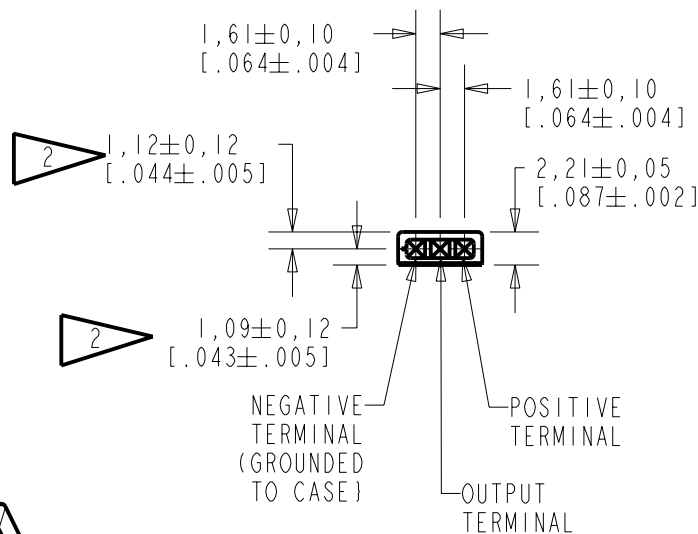 1,61±0,10
[.064±.004]
1,61±0,10
[.064±.004]
2
1,12±0,12
[.044±.005]
2,21±0,05
[.087±.002]
2
1,09±0,12
[.043±.005]
NEGATIVE
TERMINAL
(GROUNDED
TO CASE)
POSITIVE
TERMINAL
OUTPUT
TERMINAL